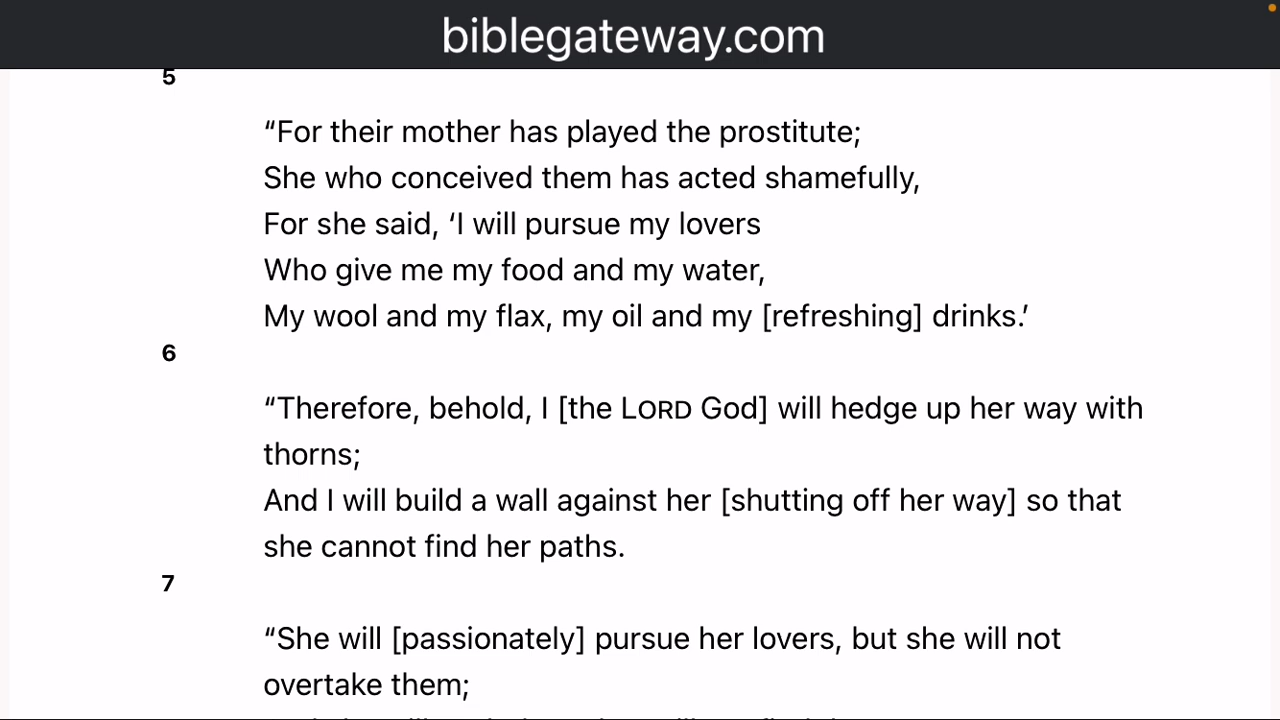 biblegateway.com
5
“For their mother has played the prostitute;
She who conceived them has acted shamefully,
For she said, ‘I will pursue my lovers
Who give me my food and my water,
My wool and my flax, my oil and my [refreshing] drinks.’
6
“Therefore, behold, I [the LORD God] will hedge up her way with
thorns;
And I will build a wall against her [shutting off her way] so that
she cannot find her paths.
7
“She will [passionately] pursue her lovers, but she will not
overtake them;